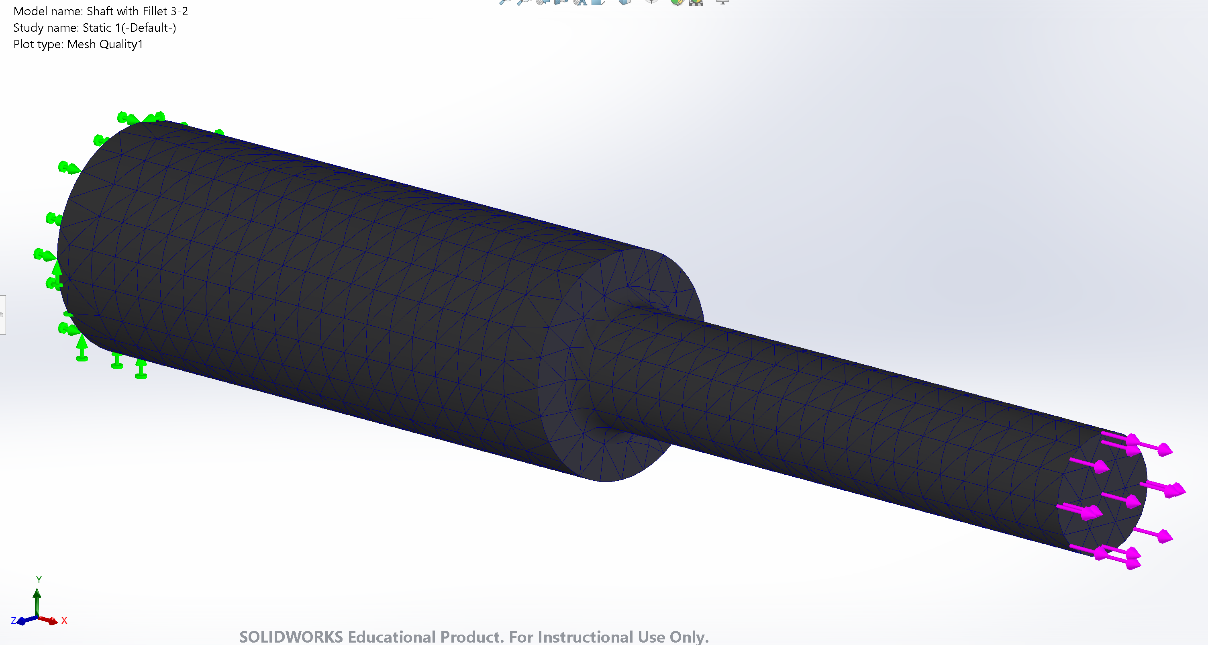 Model name: Shaft with Fillet 3-2
Study name: Static 1(-Default-)
Plot type: Mesh Quality1
Y
Z
X
SOLIDWORKS Educational Product. For Instructional Use Only.